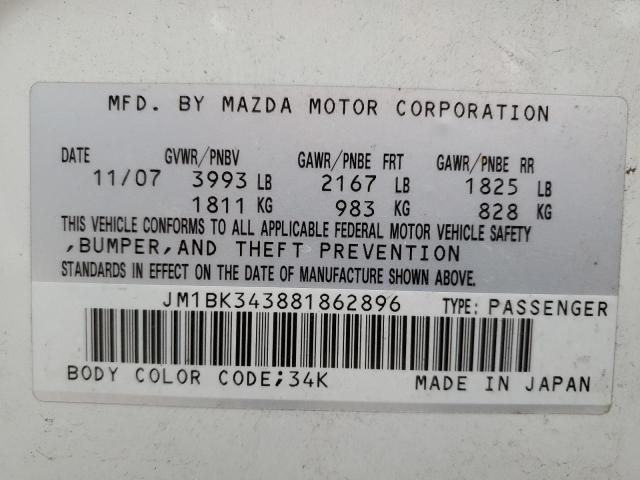 MFD. BY MAZDA MOTOR CORPORATION
DATE GVWR/PNBV GAWR/PNBE FRT GAWR/PNBE RR
11/07 3993 LB 2167 LB 1825 LB
1811 KG 983 KG 828 KG
THIS VEHICLE CONFORMS TO ALL APPLICABLE FEDERAL MOTOR VEHICLE SAFETY
,BUMPER,AND THEFT PREVENTION
STANDARDS IN EFFECT ON THE DATE OF MANUFACTURE SHOWN ABOVE.
JM1BK343881862896 TYPE: PASSENGER
BODY COLOR CODE;34K MADE IN JAPAN